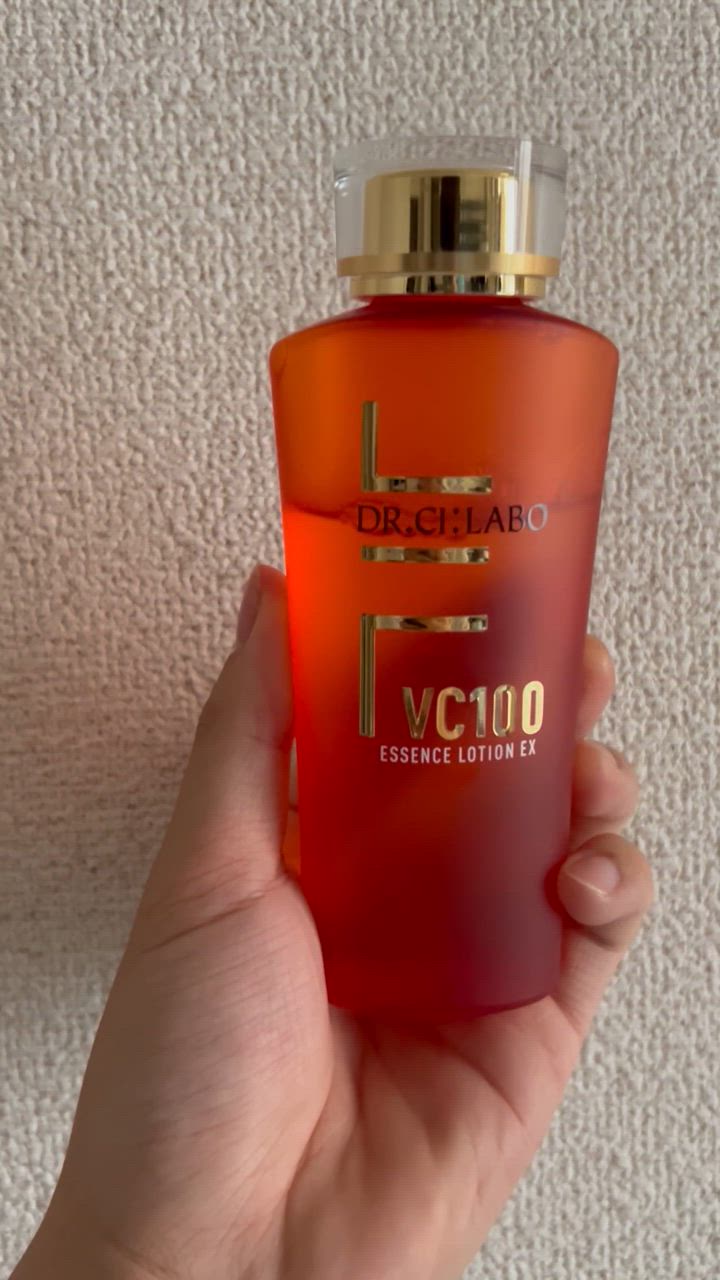 DR.CI:LABO
VC100
ESSENCE LOTION EX